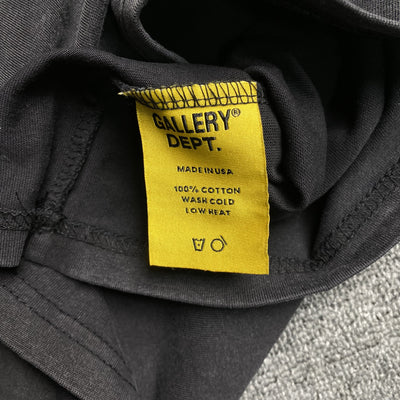 GALLERY®
DEPT.
MADE IN USA
100% COTTON
WASH COLD
LOW HEAT